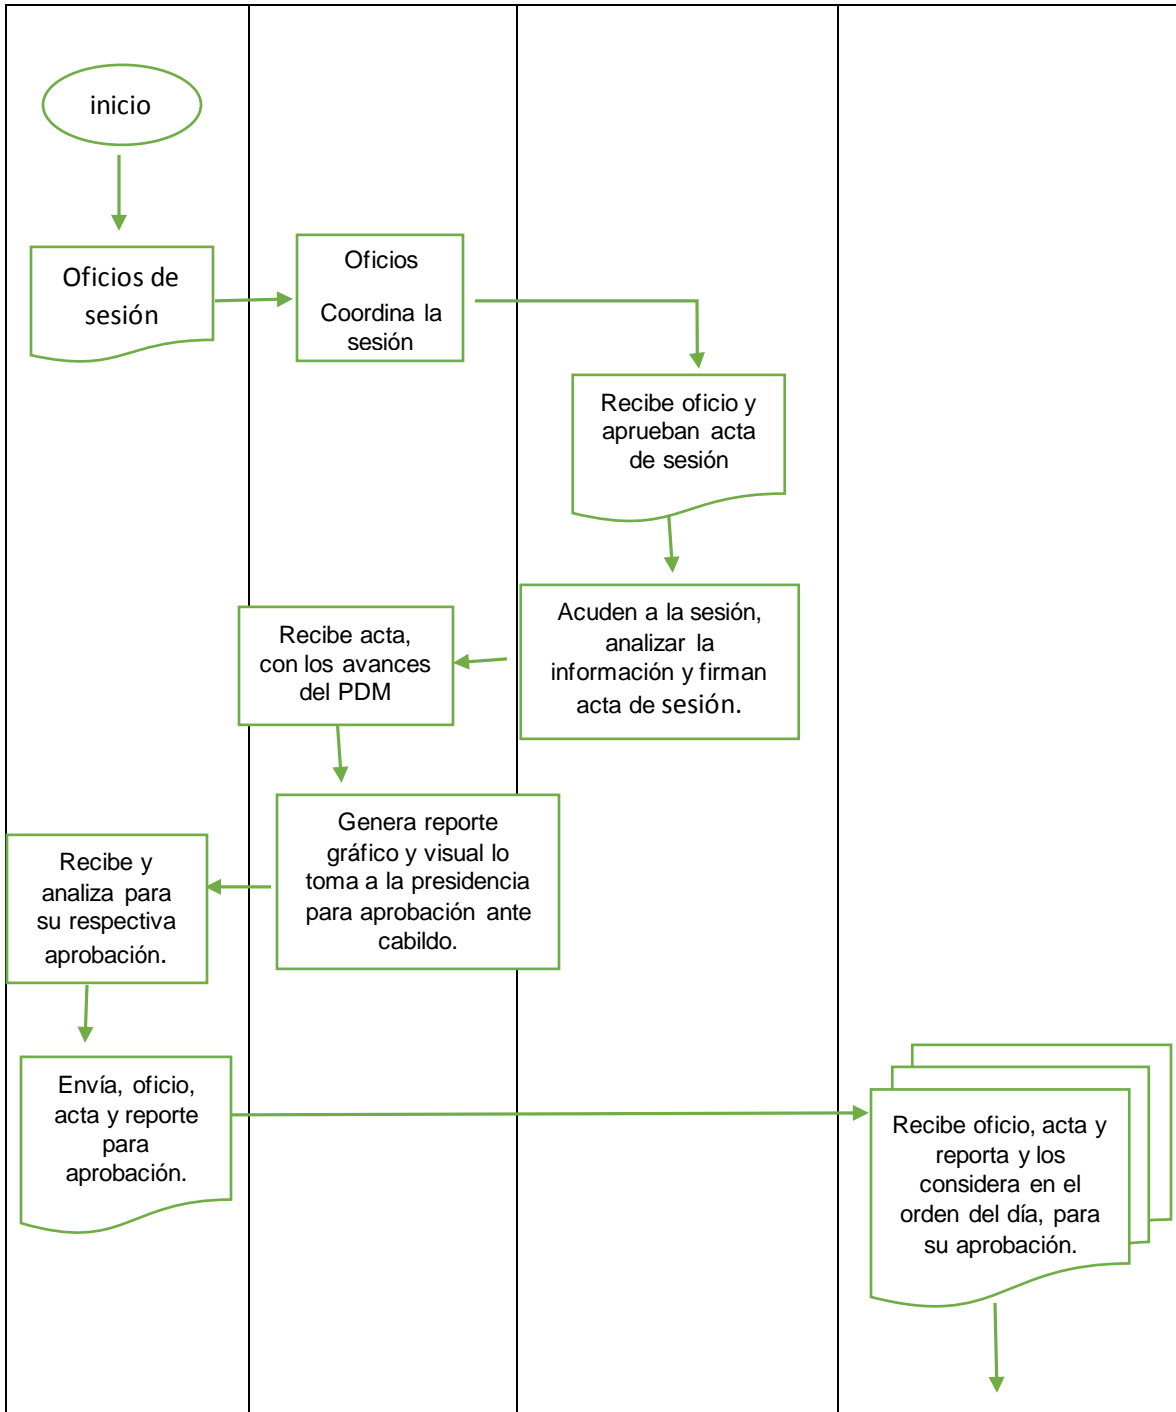 inicio
Oficios de
sesión
Oficios
Coordina la
sesión
Recibe oficio y
aprueban acta
de sesión
Acuden a la sesión,
analizar la
información y firman
acta de sesión.
Recibe acta,
con los avances
del PDM
Genera reporte
gráfico y visual lo
toma a la presidencia
para aprobación ante
cabildo.
Recibe y
analiza para
su respectiva
aprobación.
Envía, oficio,
acta y reporte
para
aprobación.
Recibe oficio, acta y
reporta y los
considera en el
orden del día, para
su aprobación.